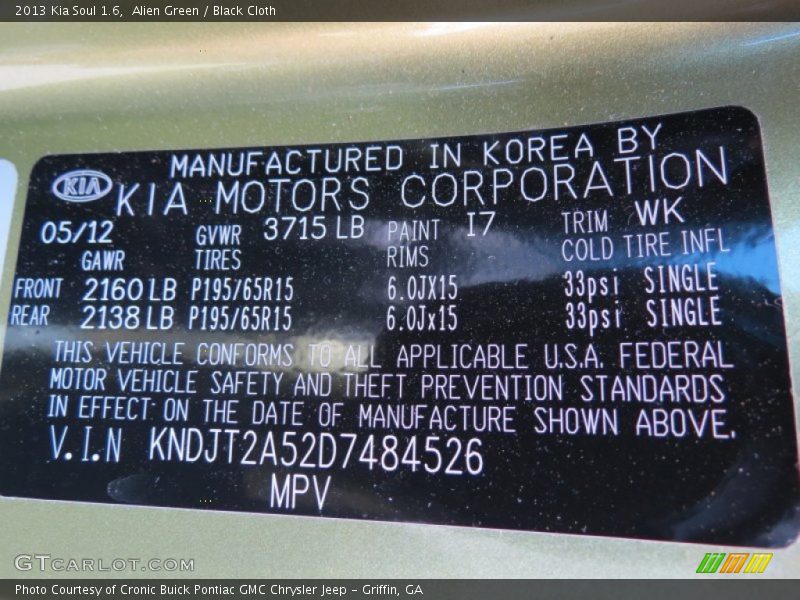 2013 Kia Soul 1.6,  Alien Green / Black Cloth
MANUFACTURED IN KOREA BY
KIA KIA MOTORS CORPORATION
05/12 GVWR 3715 LB PAINT I7 TRIM WK
GAWR TIRES RIMS COLD TIRE INFL
FRONT 2160 LB P195/65R15 6.0JX15 33psi SINGLE
REAR 2138 LB P195/65R15 6.0Jx15 33psi SINGLE
THIS VEHICLE CONFORMS TO ALL APPLICABLE U.S.A. FEDERAL
MOTOR VEHICLE SAFETY AND THEFT PREVENTION STANDARDS
IN EFFECT ON THE DATE OF MANUFACTURE SHOWN ABOVE.
V.I.N KNDJT2A52D7484526
MPV
GTCARLOT.COM
Photo Courtesy of Cronic Buick Pontiac GMC Chrysler Jeep - Griffin, GA